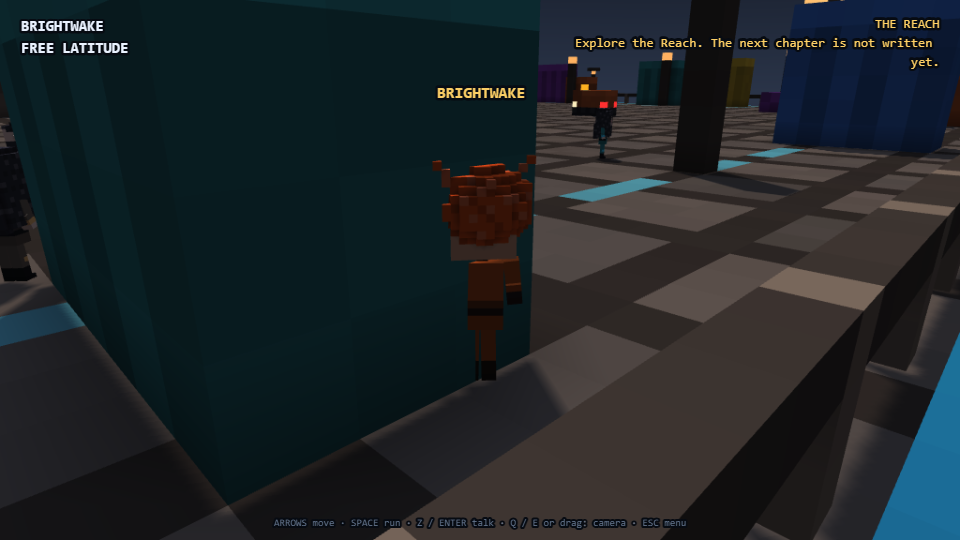 BRIGHTWAKE
FREE LATITUDE
THE REACH
Explore the Reach. The next chapter is not written
yet.
BRIGHTWAKE
ARROWS move · SPACE run · Z / ENTER talk · Q / E or drag: camera · ESC menu